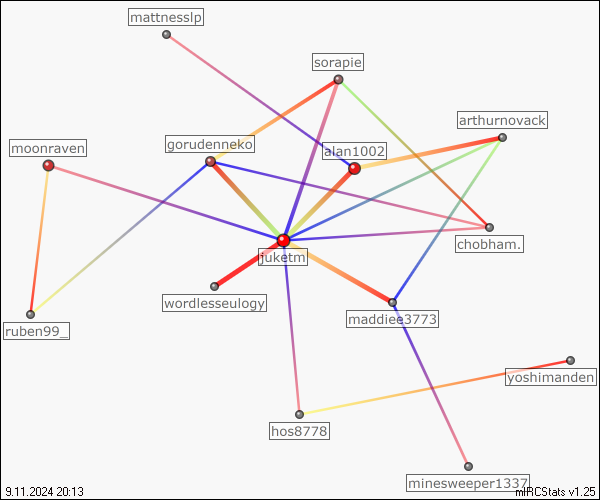 mattnesslp
sorapie
arthurnovack
gorudenneko
moonraven
alan1002
chobham.
juketm
wordlesseulogy
maddiee3773
ruben99_
yoshimanden
hos8778
minesweeper1337
9.11.2024 20:13
mIRCStats v1.25